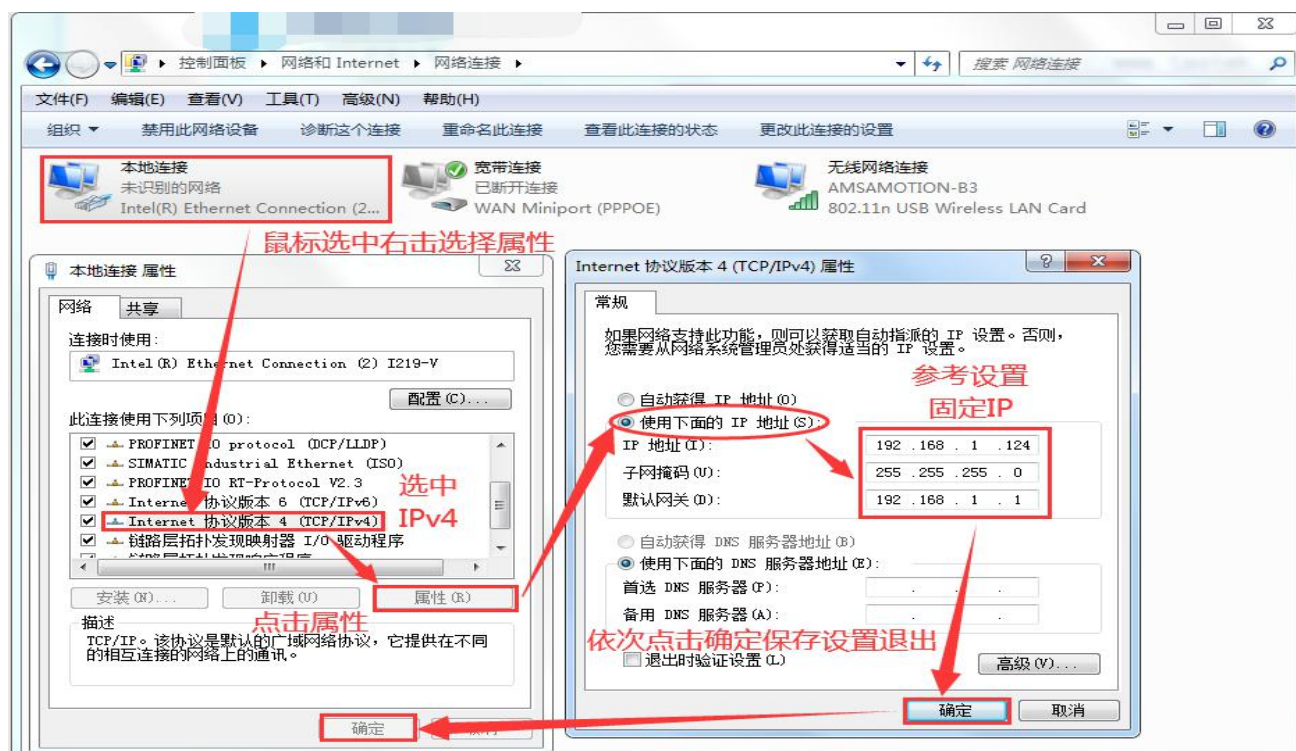 控制面板 ▸ 网络和 Internet ▸ 网络连接 ▸
搜索 网络连接
文件(F) 编辑(E) 查看(V) 工具(T) 高级(N) 帮助(H)
组织 禁用此网络设备 诊断这个连接 重命名此连接 查看此连接的状态 更改此连接的设置
本地连接
未识别的网络
Intel(R) Ethernet Connection (2...
宽带连接
已断开连接
WAN Miniport (PPPOE)
无线网络连接
AMSAMOTION-B3
802.11n USB Wireless LAN Card
鼠标选中右击选择属性
本地连接 属性
网络 共享
连接时使用:
Intel(R) Ethernet Connection (2) I219-V
配置(C)...
此连接使用下列项目(O):
PROFINET IO protocol (DCP/LLDP)
SIMATIC Industrial Ethernet (ISO)
PROFINET IO RT-Protocol V2.3
Internet 协议版本 6 (TCP/IPv6)
Internet 协议版本 4 (TCP/IPv4)
链路层拓扑发现映射器 I/O 驱动程序
选中
IPv4
安装(N)... 卸载(U) 属性(R)
点击属性
描述
TCP/IP。该协议是默认的广域网络协议，它提供在不同
的相互连接的网络上的通讯。
确定
Internet 协议版本 4 (TCP/IPv4) 属性
常规
如果网络支持此功能，则可以获取自动指派的 IP 设置。否则，
您需要从网络系统管理员处获得适当的 IP 设置。
参考设置
固定IP
自动获得 IP 地址(O)
使用下面的 IP 地址(S):
IP 地址(I): 192 .168 . 1 .124
子网掩码(U): 255 .255 .255 . 0
默认网关(D): 192 .168 . 1 . 1
自动获得 DNS 服务器地址(B)
使用下面的 DNS 服务器地址(E):
首选 DNS 服务器(P):
备用 DNS 服务器(A):
依次点击确定保存设置退出
退出时验证设置(L)
高级(V)...
确定 取消